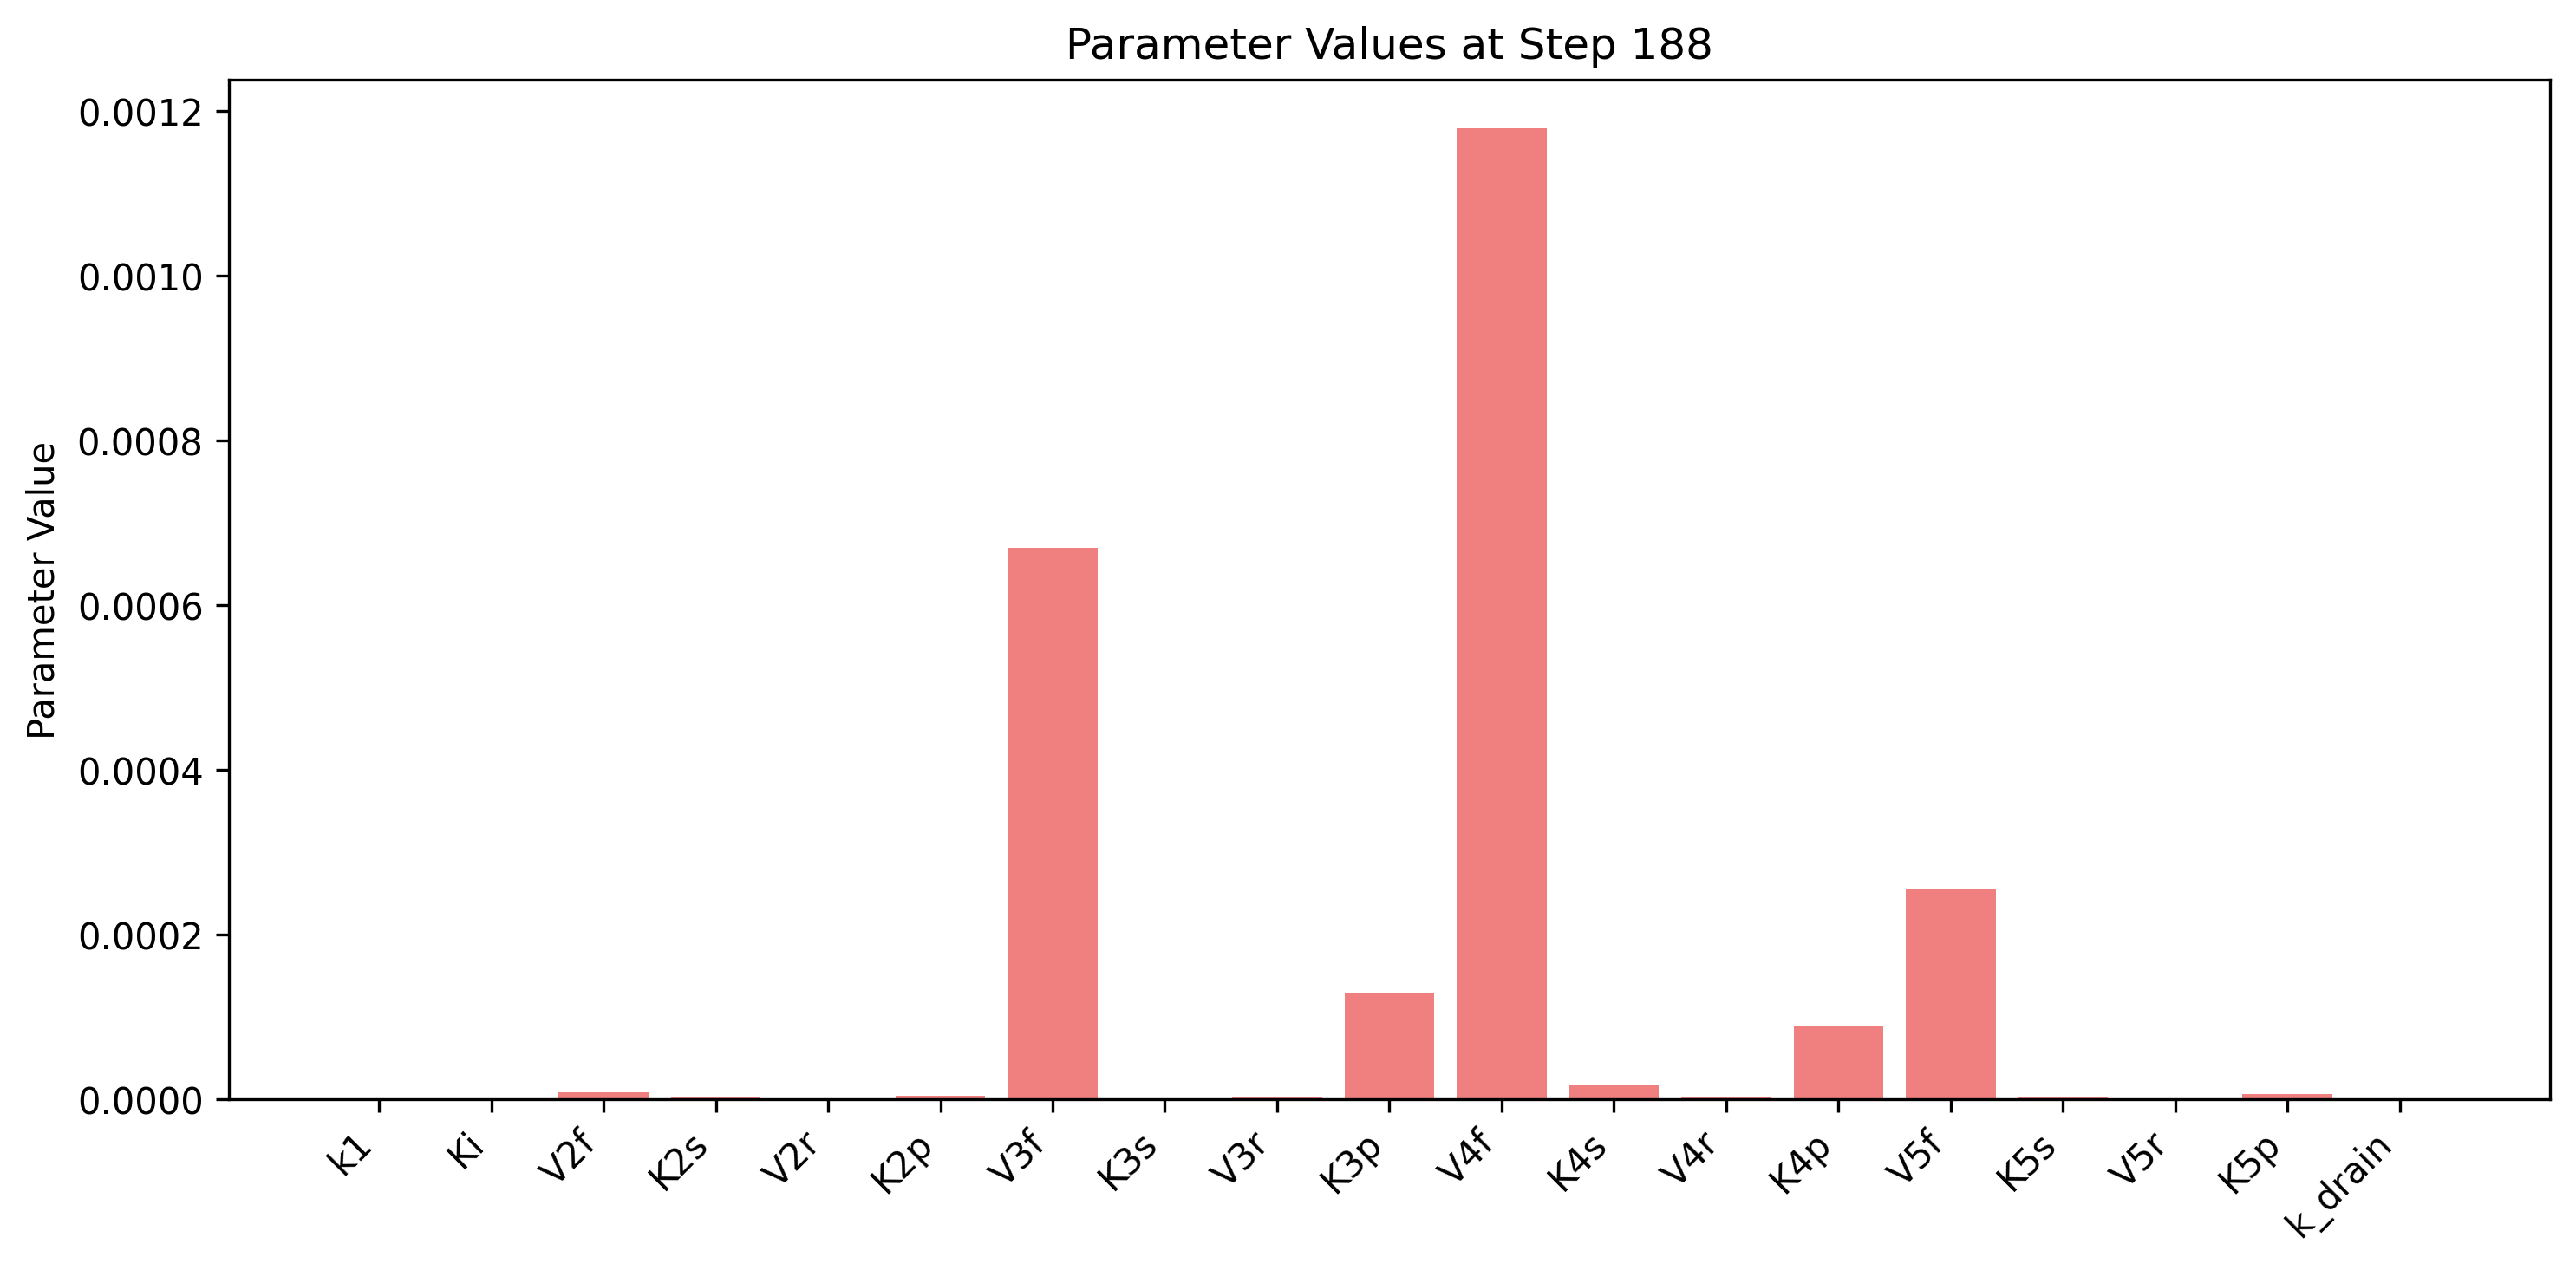 Parameter Values at Step 188
Parameter Value
0.0012
0.0010
0.0008
0.0006
0.0004
0.0002
0.0000
k1
Ki
V2f
K2s
V2r
K2p
V3f
K3s
V3r
K3p
V4f
K4s
V4r
K4p
V5f
K5s
V5r
K5p
k_drain